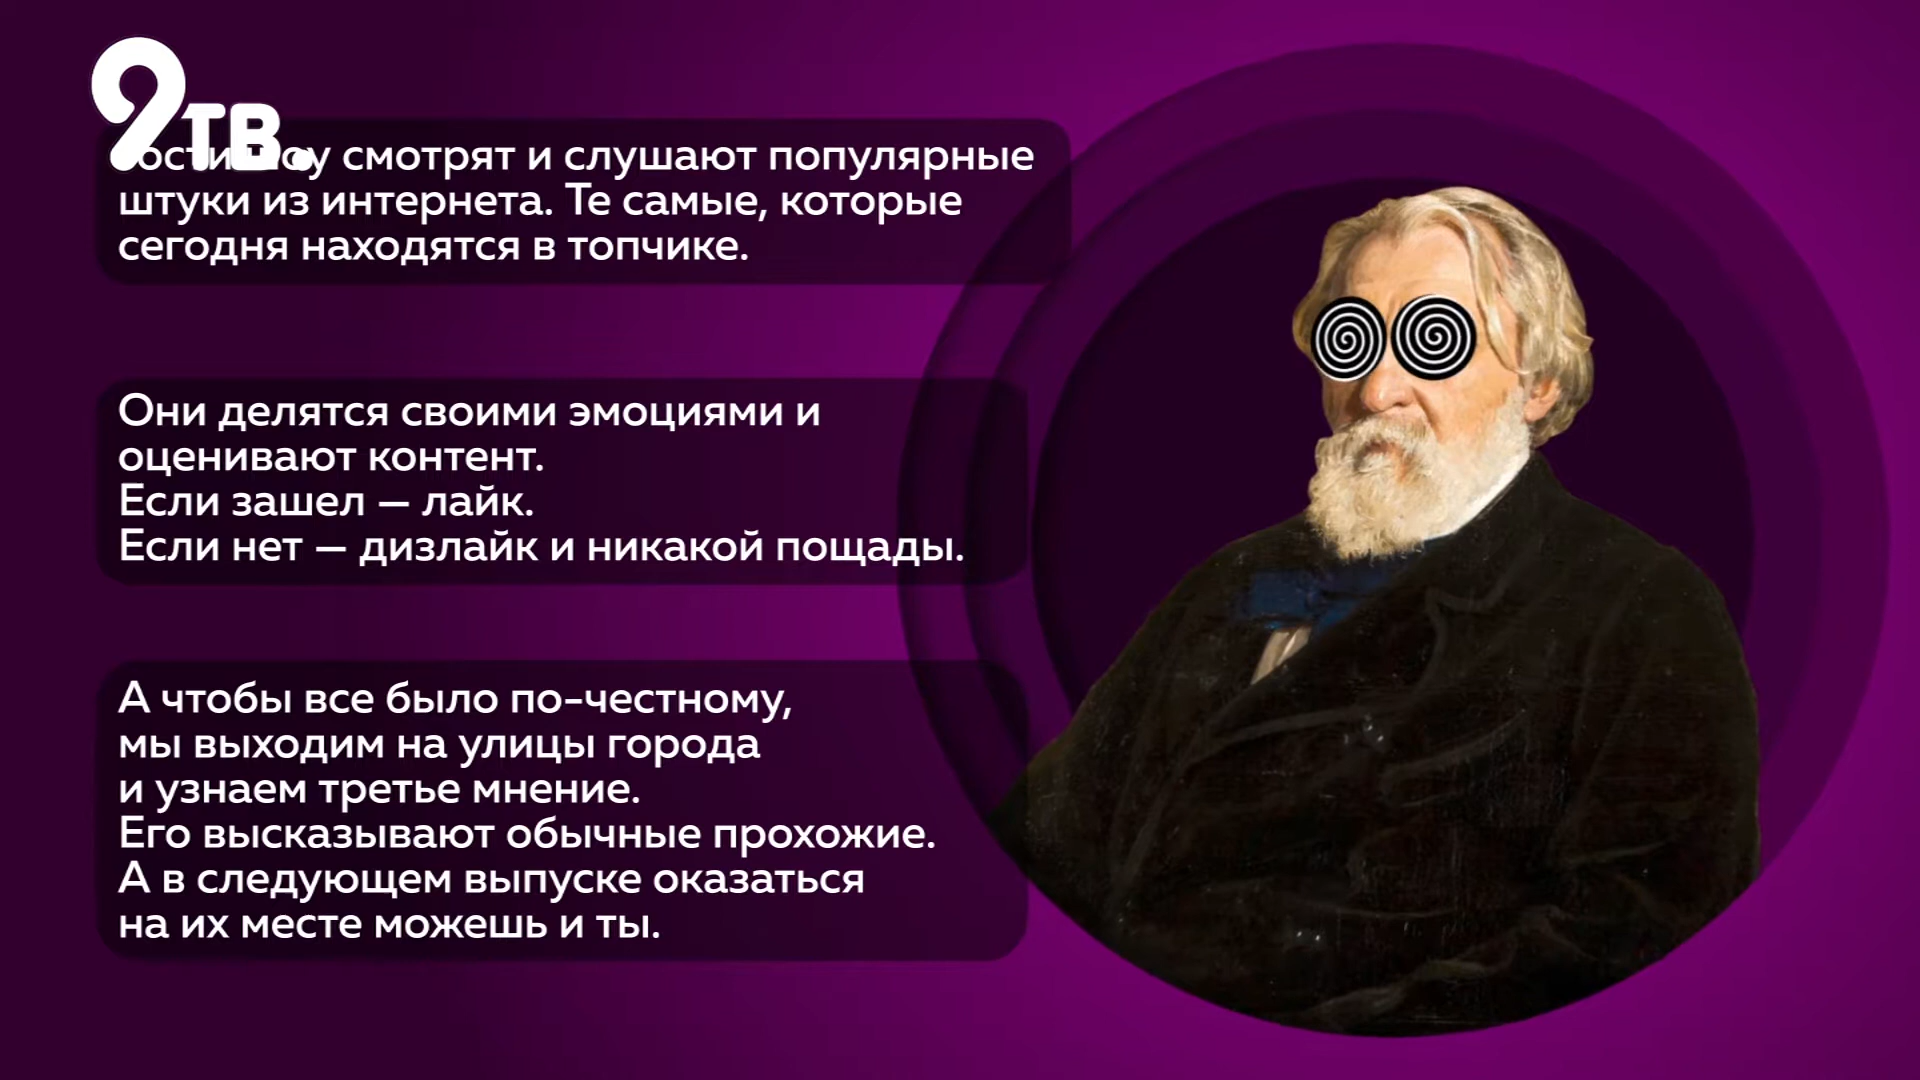 9ТВ.
смотрят и слушают популярные
штуки из интернета. Те самые, которые
сегодня находятся в топчике.
Они делятся своими эмоциями и
оценивают контент.
Если зашел — лайк.
Если нет — дизлайк и никакой пощады.
А чтобы все было по-честному,
мы выходим на улицы города
и узнаем третье мнение.
Его высказывают обычные прохожие.
А в следующем выпуске оказаться
на их месте можешь и ты.